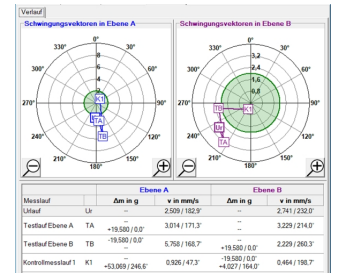 Verlauf
Schwingungsvektoren in Ebene A
Schwingungsvektoren in Ebene B
0° 0°
330° 30° 330° 30°
8 3,2
6 2,4
300° 60° 300° 60°
4 1,6
2 0,8
270° K1 90° 270° TB K1 90°
Ur TA Ur
TB TA
240° 120° 240° 120°
210° 150° 210° 150°
180° 180°
Ebene A Ebene B
Messlauf Δm in g v in mm/s Δm in g v in mm/s
Urlauf Ur -- 2,509 / 182,9° -- 2,741 / 232,0°
Testlauf Ebene A TA -- +19,580 / 0,0° 3,014 / 171,3° -- -- 3,229 / 214,0°
Testlauf Ebene B TB -19,580 / 0,0° -- 5,768 / 168,7° -- +19,580 / 0,0° 2,229 / 260,3°
Kontrollmesslauf 1 K1 -- +53,069 / 246,6° 0,926 / 47,3° -19,580 / 0,0° +4,027 / 164,0° 0,464 / 198,7°